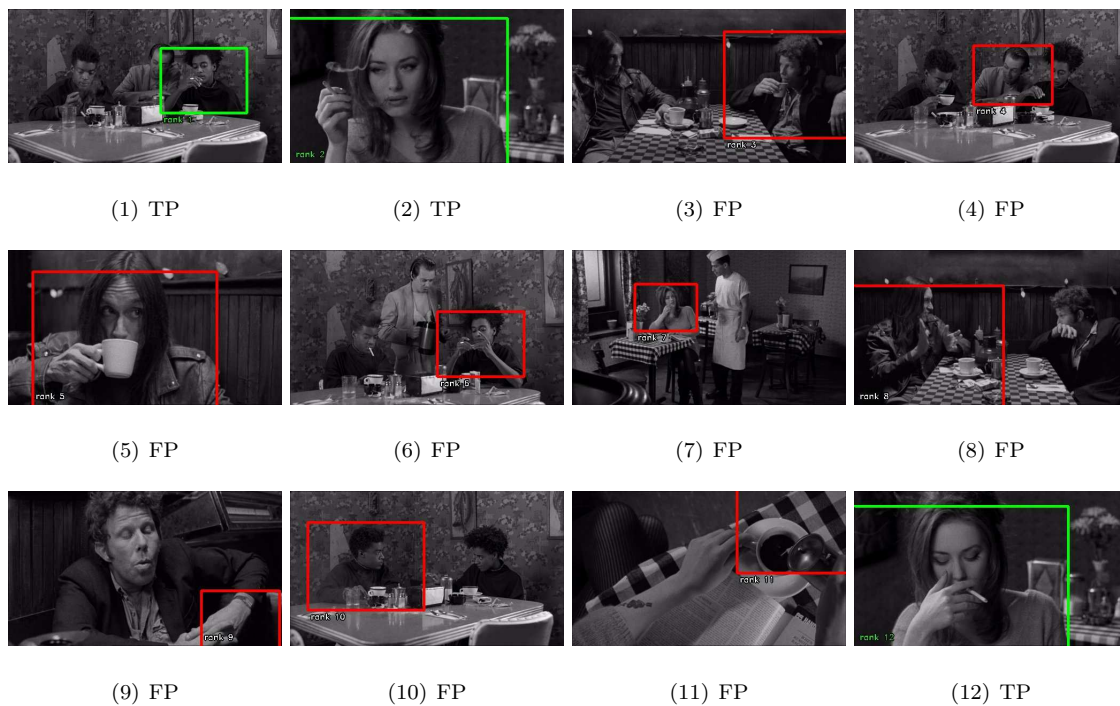 rank 1
rank 2
rank 3
rank 4
(1) TP
(2) TP
(3) FP
(4) FP
rank 5
rank 6
rank 7
rank 8
(5) FP
(6) FP
(7) FP
(8) FP
rank 9
rank 10
rank 11
rank 12
(9) FP
(10) FP
(11) FP
(12) TP